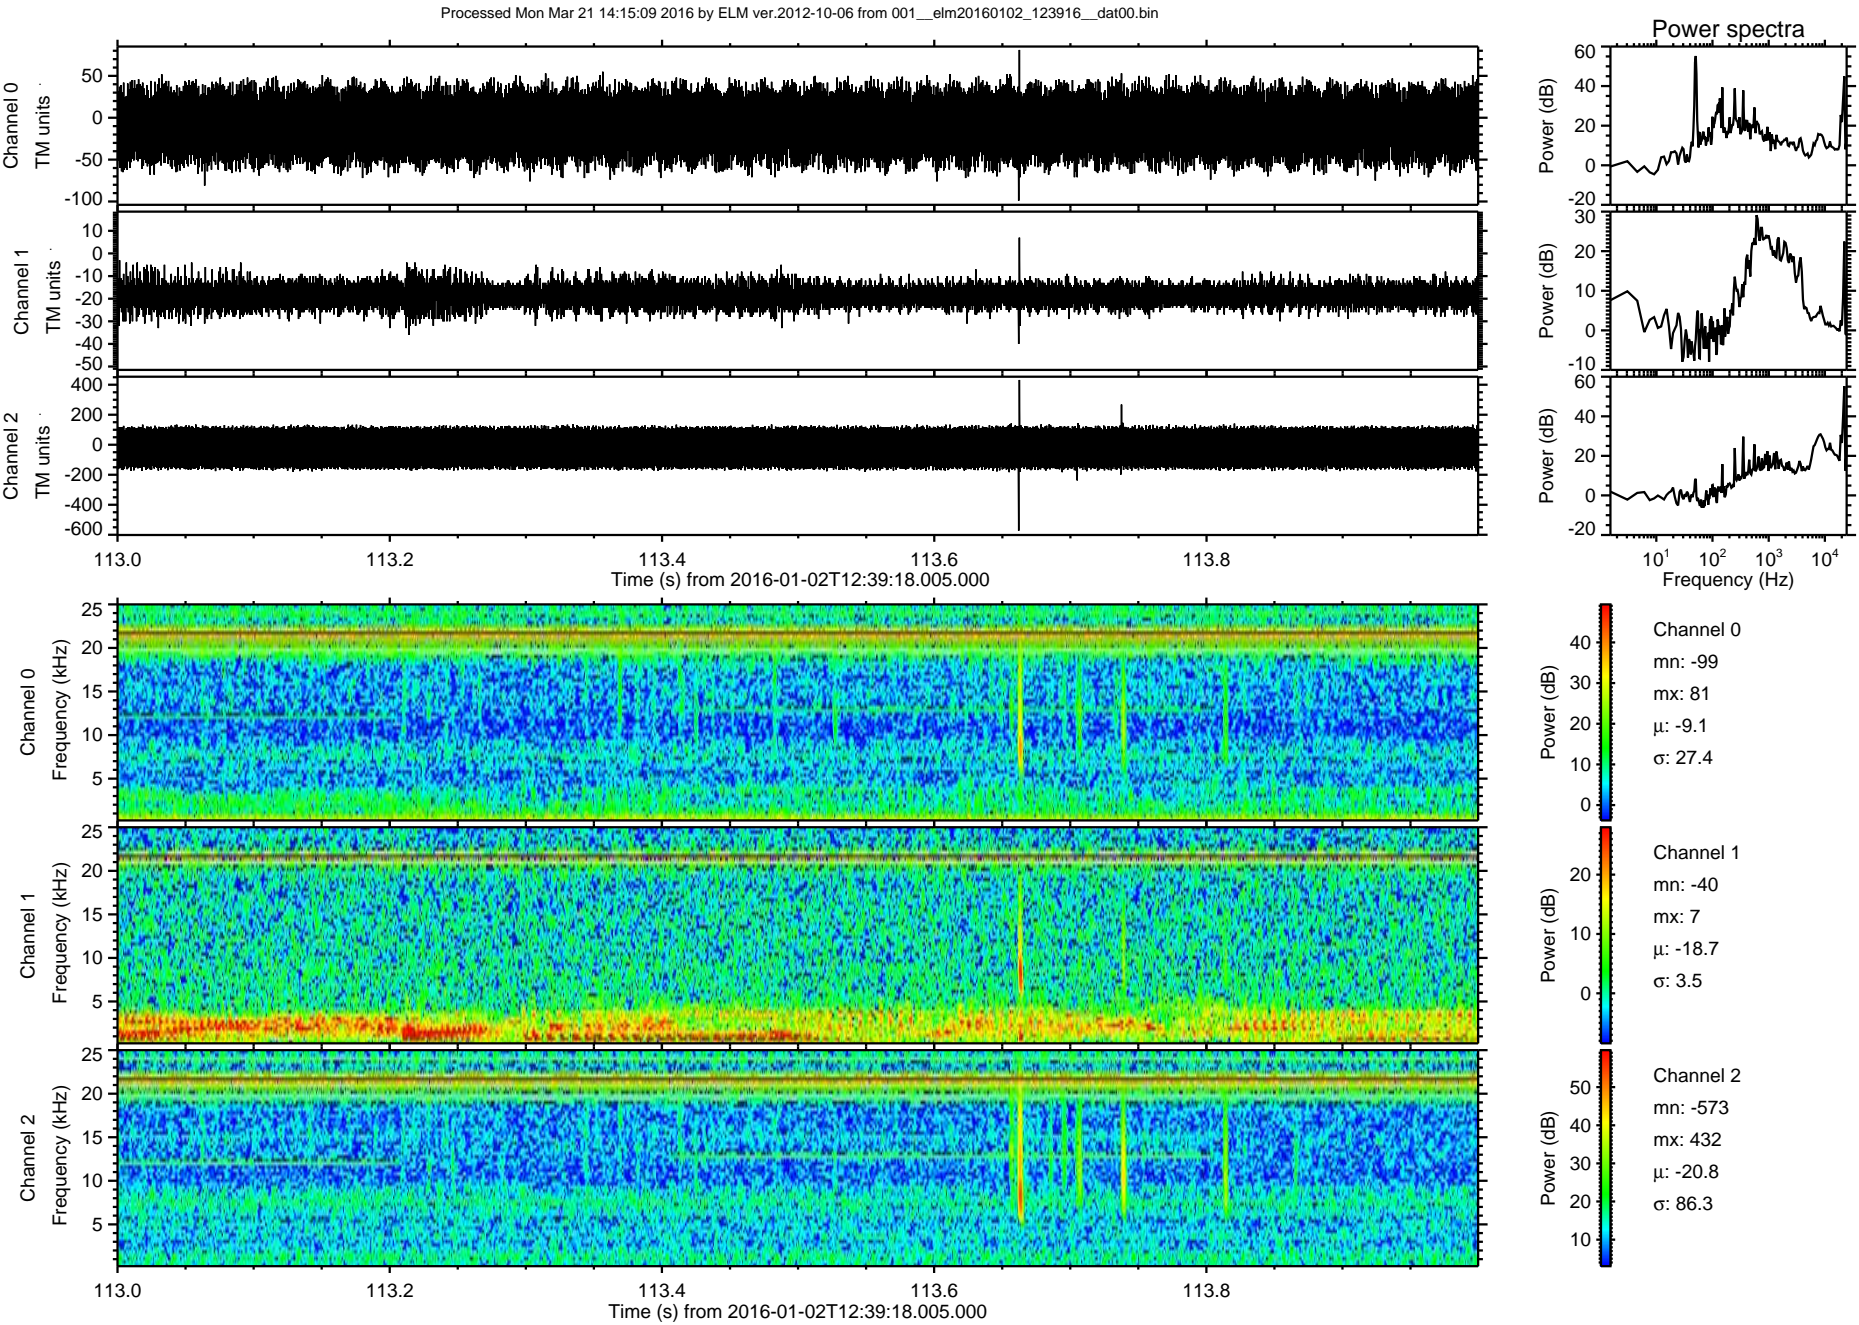 Processed Mon Mar 21 14:15:09 2016 by ELM ver.2012-10-06 from 001__elm20160102_123916__dat00.bin
Power spectra
Channel 0
TM units
50
0
-50
-100
Power (dB)
60
40
20
0
-20
Channel 1
TM units
10
0
-10
-20
-30
-40
-50
Power (dB)
30
20
10
0
-10
Channel 2
TM units
400
200
0
-200
-400
-600
Power (dB)
60
40
20
0
-20
113.0 113.2 113.4 113.6 113.8
Time (s) from 2016-01-02T12:39:18.005.000
10^1 10^2 10^3 10^4
Frequency (Hz)
Channel 0
Frequency (kHz)
25
20
15
10
5
Power (dB)
40
30
20
10
0
Channel 0
mn: -99
mx: 81
μ: -9.1
σ: 27.4
Channel 1
Frequency (kHz)
25
20
15
10
5
Power (dB)
20
10
0
Channel 1
mn: -40
mx: 7
μ: -18.7
σ: 3.5
Channel 2
Frequency (kHz)
25
20
15
10
5
Power (dB)
50
40
30
20
10
Channel 2
mn: -573
mx: 432
μ: -20.8
σ: 86.3
113.0 113.2 113.4 113.6 113.8
Time (s) from 2016-01-02T12:39:18.005.000